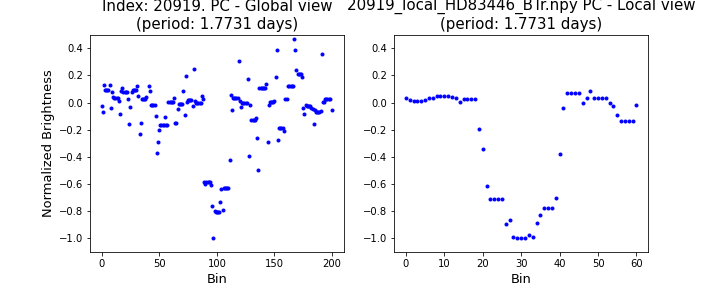 Index: 20919. PC - Global view
(period: 1.7731 days)
20919_local_HD83446_BTr.npy PC - Local view
(period: 1.7731 days)
Normalized Brightness
0.4
0.2
0.0
−0.2
−0.4
−0.6
−0.8
−1.0
0 50 100 150 200
Bin
0.4
0.2
0.0
−0.2
−0.4
−0.6
−0.8
−1.0
0 10 20 30 40 50 60
Bin